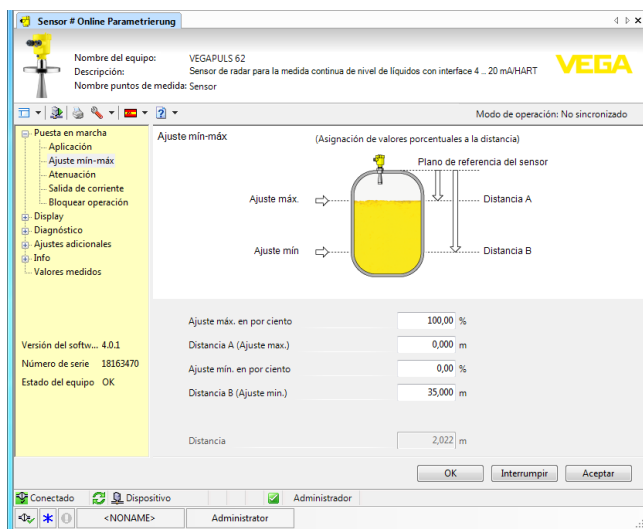 Sensor # Online Parametrierung
Nombre del equipo: VEGAPULS 62
Descripción: Sensor de radar para la medida continua de nivel de líquidos con interface 4 .. 20 mA/HART
Nombre puntos de medida: Sensor
VEGA
Modo de operación: No sincronizado
Puesta en marcha
Aplicación
Ajuste mín-máx
Atenuación
Salida de corriente
Bloquear operación
Display
Diagnóstico
Ajustes adicionales
Info
Valores medidos
Versión del softw... 4.0.1
Número de serie 18163470
Estado del equipo OK
Ajuste mín-máx
(Asignación de valores porcentuales a la distancia)
Plano de referencia del sensor
Ajuste máx.
Distancia A
Ajuste mín
Distancia B
Ajuste máx. en por ciento 100,00 %
Distancia A (Ajuste max.) 0,000 m
Ajuste mín. en por ciento 0,00 %
Distancia B (Ajuste min.) 35,000 m
Distancia 2,022 m
OK Interrumpir Aceptar
Conectado Dispositivo Administrador
<NONAME> Administrator